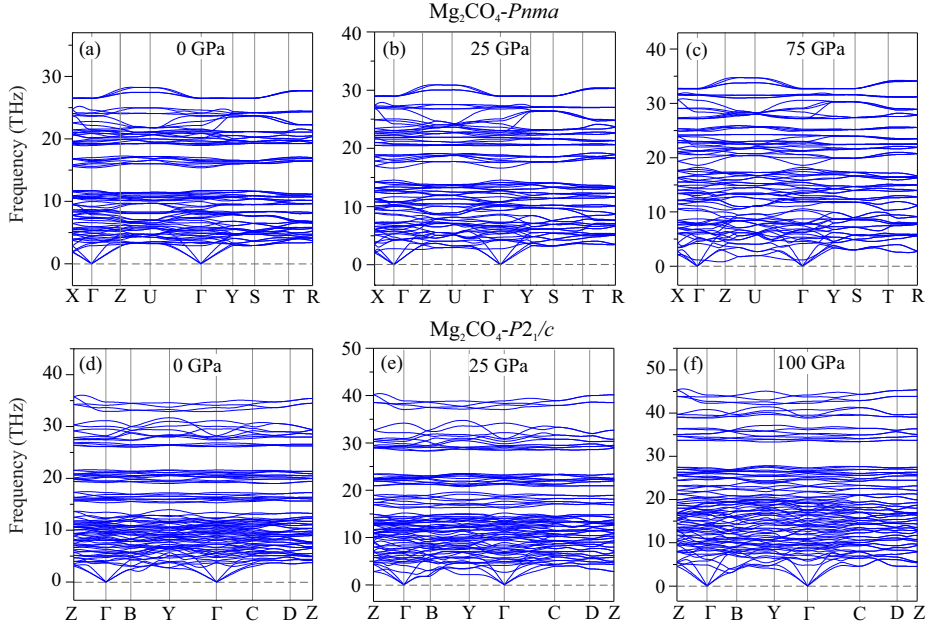 Mg₂CO₄-Pnma
(a) 0 GPa
(b) 25 GPa
(c) 75 GPa
Frequency (THz)
30
20
10
0
40
30
20
10
0
40
30
20
10
0
X Γ Z U Γ Y S T R
X Γ Z U Γ Y S T R
X Γ Z U Γ Y S T R
Mg₂CO₄-P2₁/c
(d) 0 GPa
(e) 25 GPa
(f) 100 GPa
Frequency (THz)
40
30
20
10
0
50
40
30
20
10
0
50
40
30
20
10
0
Z Γ B Y Γ C D Z
Z Γ B Y Γ C D Z
Z Γ B Y Γ C D Z